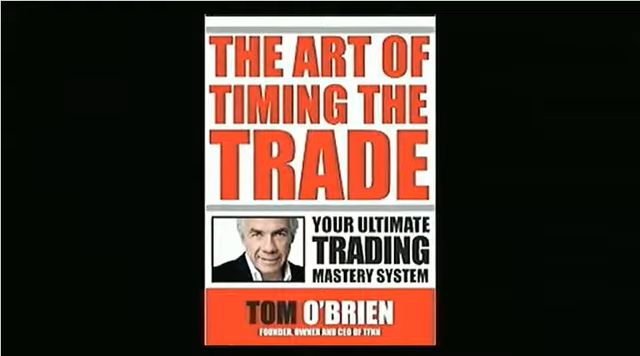 THE ART OF
TIMING THE
TRADE
YOUR ULTIMATE
TRADING
MASTERY SYSTEM
TOM O'BRIEN
FOUNDER, OWNER AND CEO OF TFNN